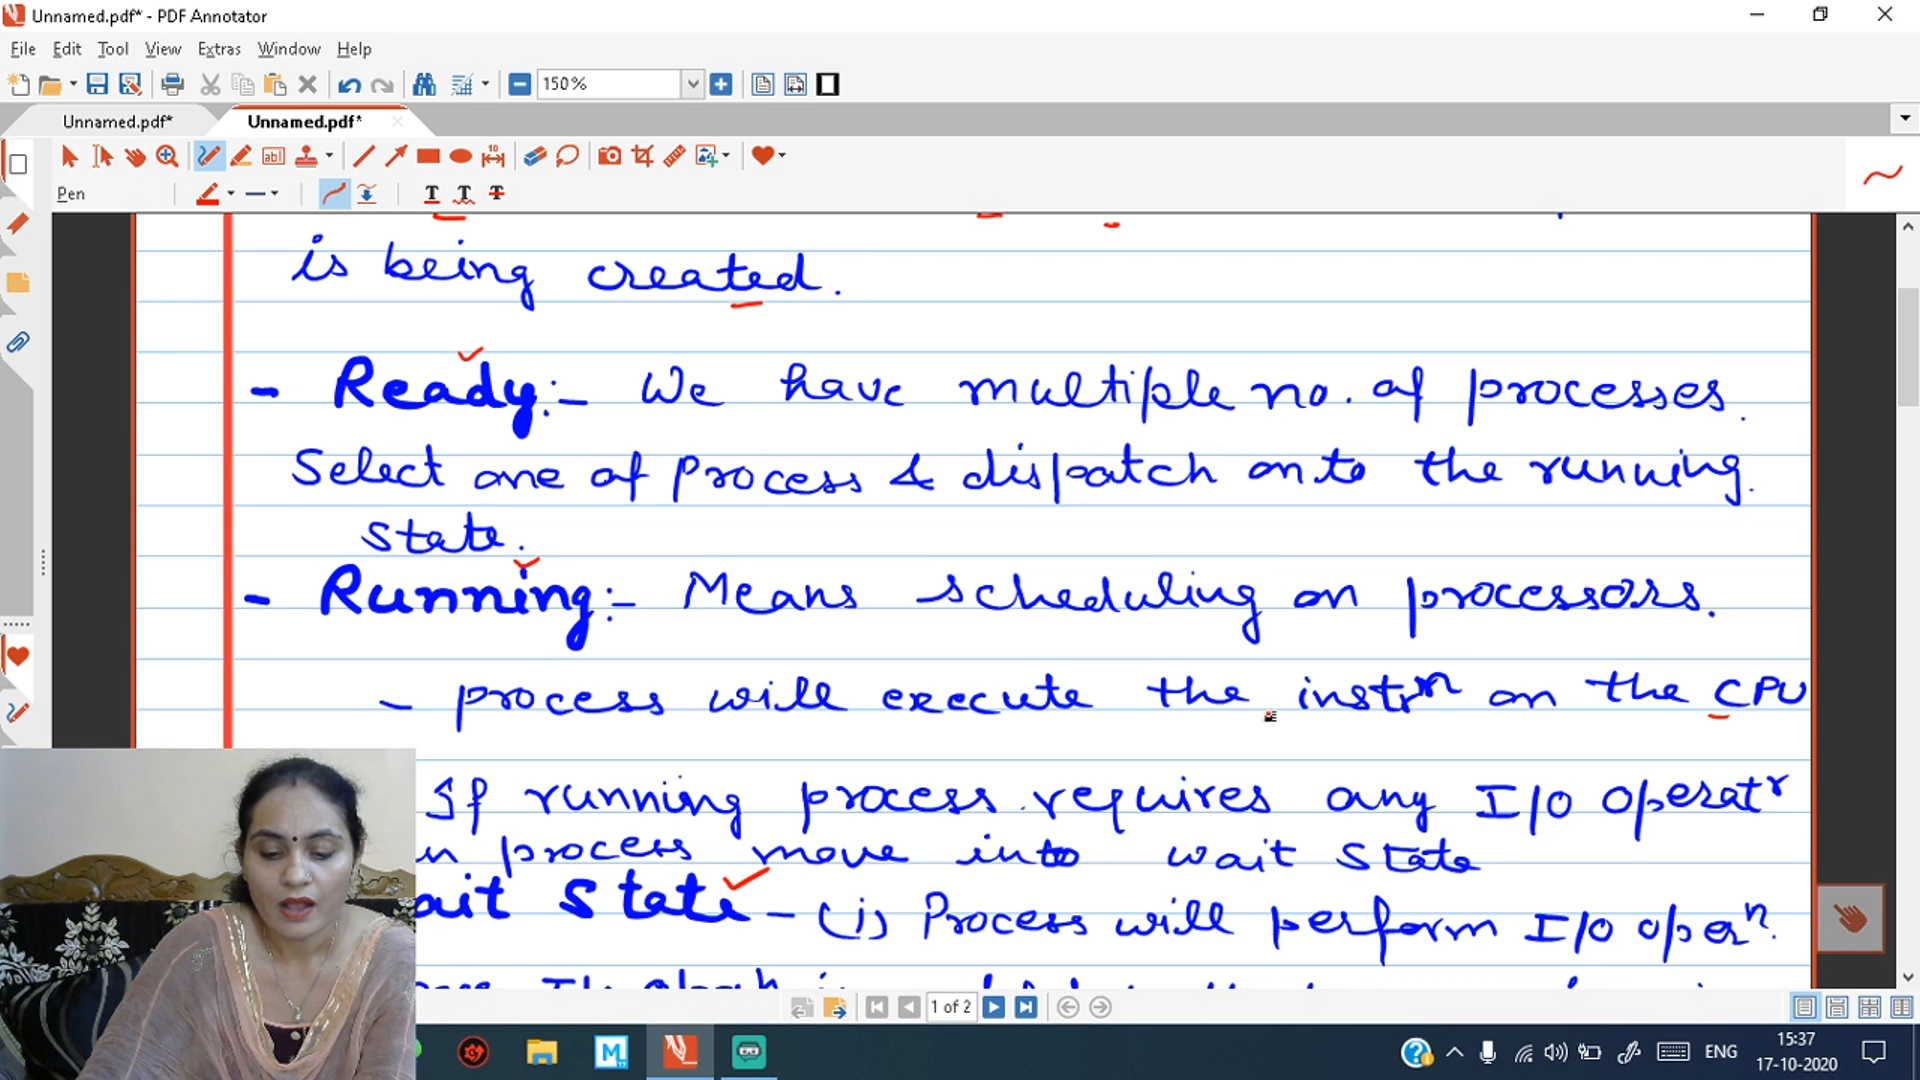 Unnamed.pdf* - PDF Annotator
File Edit Tool View Extras Window Help
150%
Unnamed.pdf* Unnamed.pdf*
Pen
is being created.
- Ready:- We have multiple no. of processes.
Select one of process & dispatch onto the running.
state.
- Running:- Means scheduling on processors.
- process will execute the instrn on the CPU
If running process requires any I/O operatr
process move into wait state
ait State - (i) Process will perform I/O opern.
1 of 2
ENG
15:37
17-10-2020